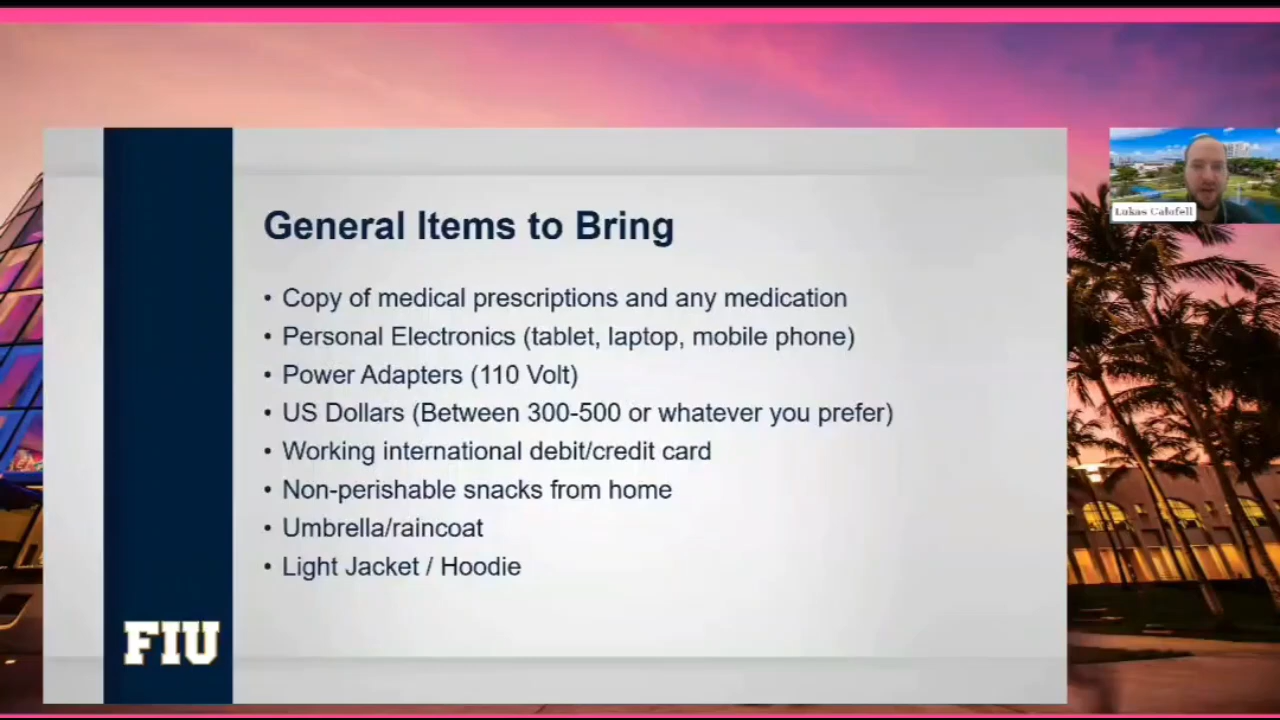 General Items to Bring
• Copy of medical prescriptions and any medication
• Personal Electronics (tablet, laptop, mobile phone)
• Power Adapters (110 Volt)
• US Dollars (Between 300-500 or whatever you prefer)
• Working international debit/credit card
• Non-perishable snacks from home
• Umbrella/raincoat
• Light Jacket / Hoodie
FIU
Lukas